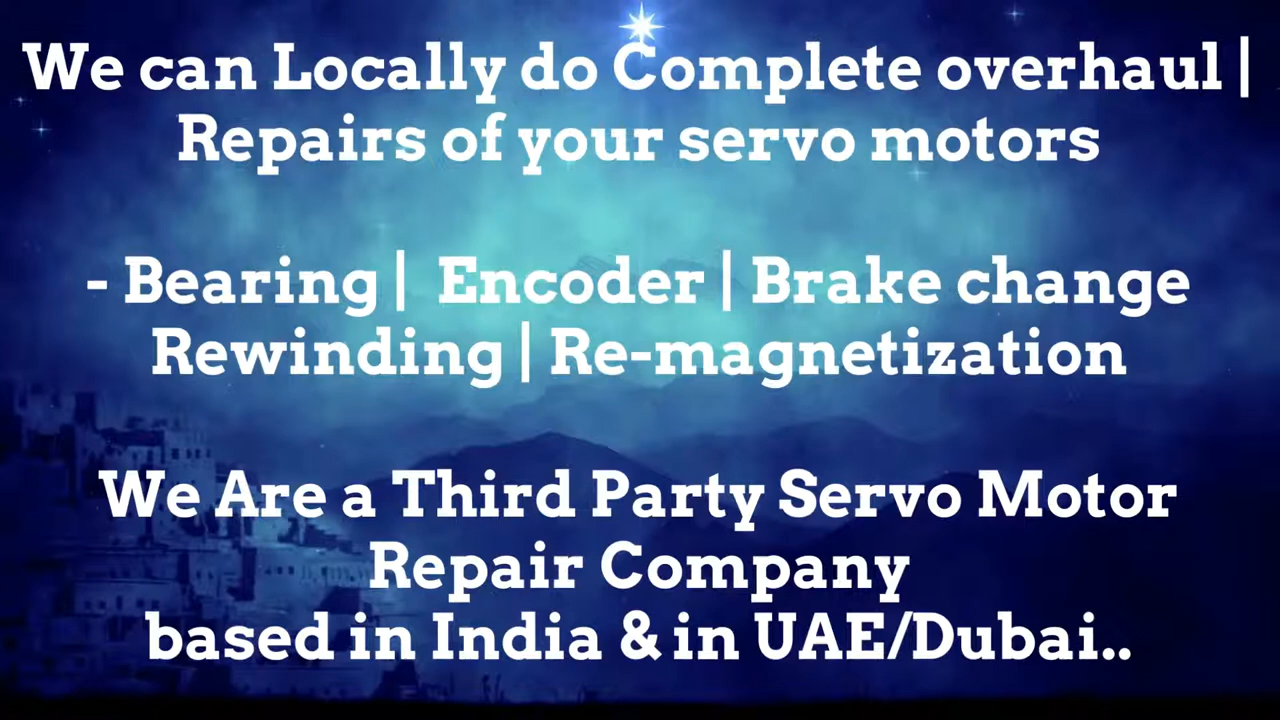 We can Locally do Complete overhaul |
Repairs of your servo motors
- Bearing | Encoder | Brake change
Rewinding | Re-magnetization
We Are a Third Party Servo Motor
Repair Company
based in India & in UAE/Dubai..